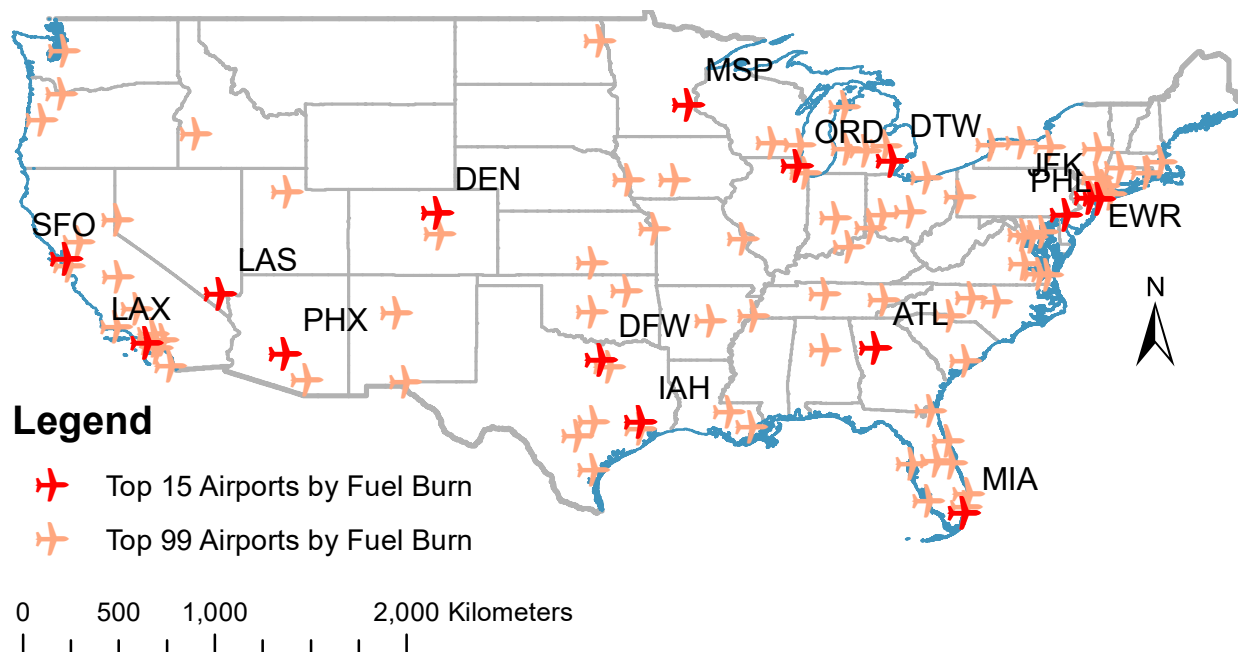 MSP
ORD
DTW
JFK
PHL
DEN
EWR
SFO
LAS
N
LAX
PHX
DFW
ATL
IAH
Legend
MIA
Top 15 Airports by Fuel Burn
Top 99 Airports by Fuel Burn
0 500 1,000 2,000 Kilometers